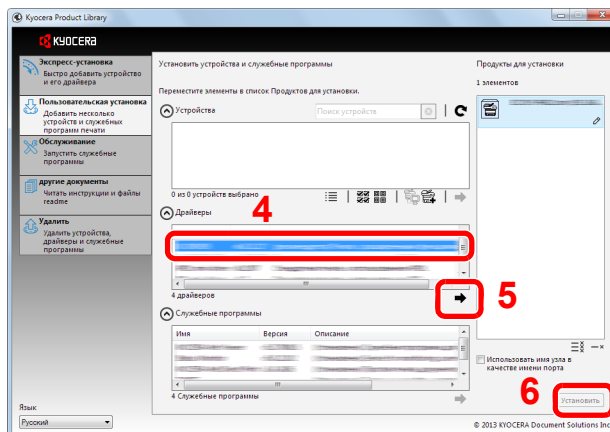 Kyocera Product Library
KYOCERA
Экспресс-установка
Быстро добавить устройство
и его драйвера
Пользовательская установка
Добавить несколько
устройств и служебных
программ печати
Обслуживание
Запустить служебные
программы
другие документы
Читать инструкции и файлы
readme
Удалить
Удалить устройства,
драйверы и служебные
программы
Язык
Русский
Установить устройства и служебные программы
Переместите элементы в список Продуктов для установки.
Устройства
Поиск устройств
0 из 0 устройств выбрано
4
Драйверы
4 драйверов
5
Служебные программы
Имя Версия Описание
4 Служебные программы
Продукты для установки
1 элементов
Использовать имя узла в
качестве имени порта
6
Установить
© 2013 KYOCERA Document Solutions Inc.